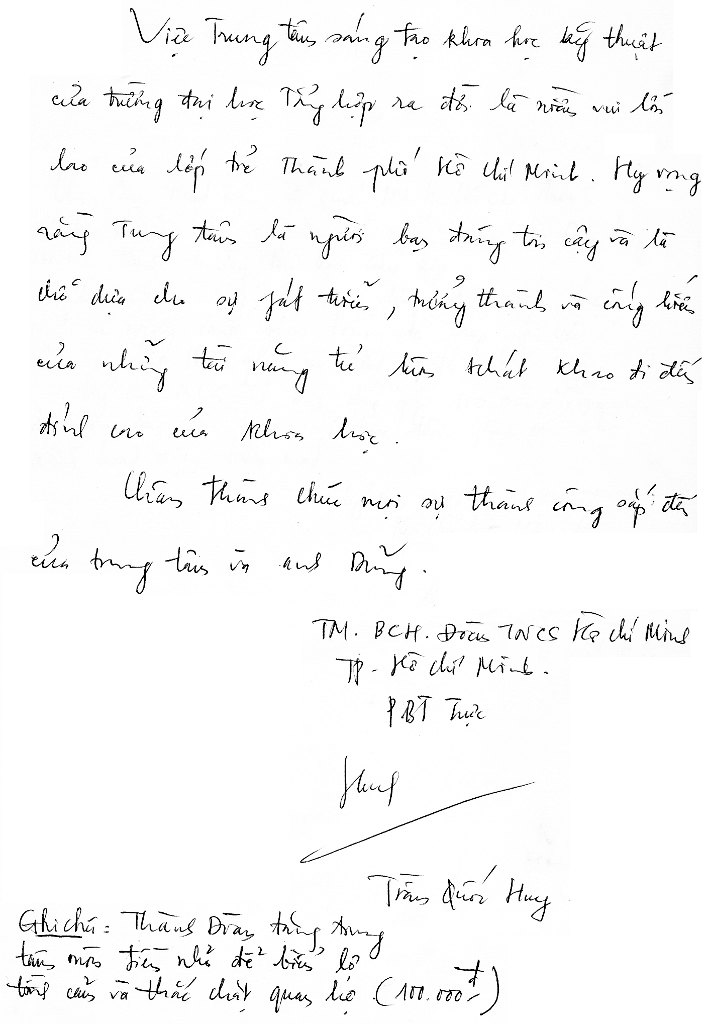 Việc Trung tâm sáng tạo khoa học kỹ thuật
của trường đại học Tổng hợp ra đời là niềm vui lớn
lao của lớp trẻ Thành phố Hồ Chí Minh. Hy vọng
rằng Trung tâm là người bạn đáng tin cậy và là
chỗ dựa cho sự phát triển, trưởng thành và cống hiến
của những tài năng trẻ luôn khát khao đi đến
đỉnh cao của khoa học.
Chân thành chúc mọi sự thành công sắp đến
của trung tâm và anh Dũng.
TM. BCH. Đoàn TNCS Hồ Chí Minh
TP. Hồ Chí Minh.
PBT Trực
Trần Quốc Huy
Ghi chú: Thành Đoàn tặng trung
tâm món tiền nhỏ để biểu lộ
tình cảm và thắt chặt quan hệ. (100.000đ)